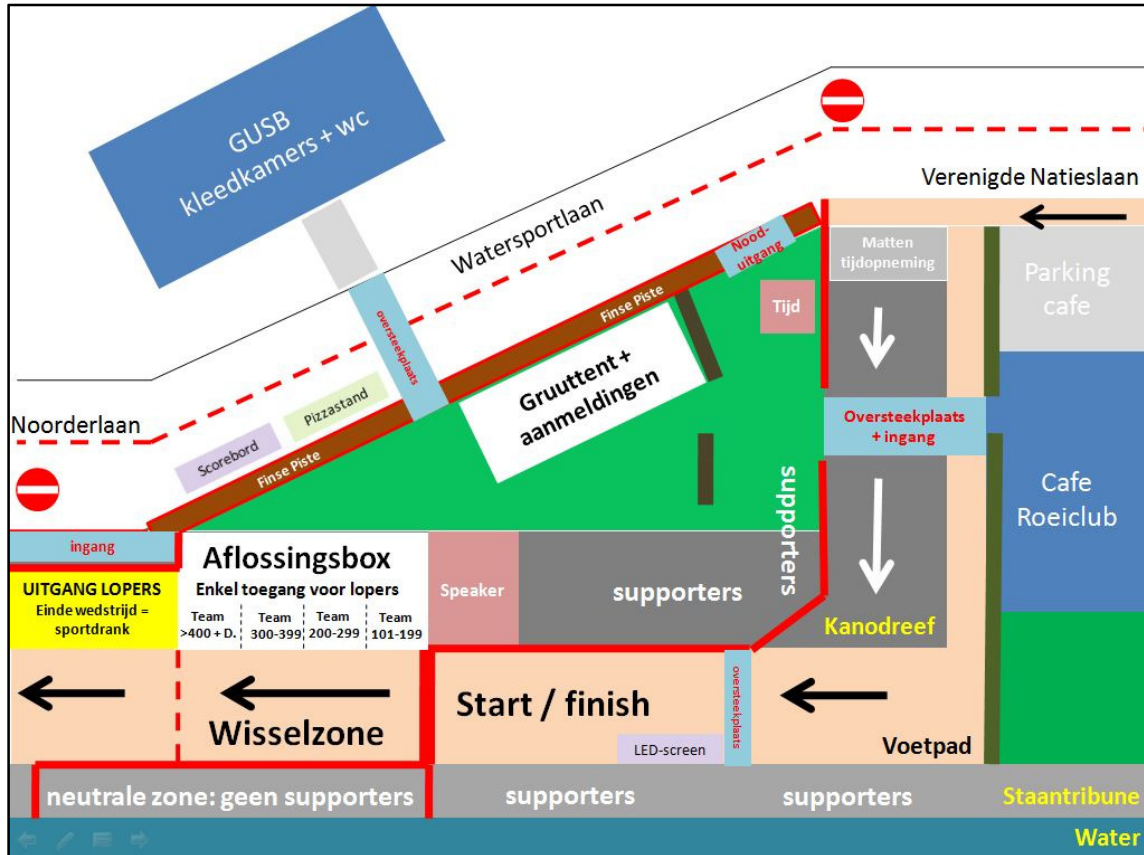 GUSB
kleedkamers + wc
Verenigde Natieslaan
Watersportlaan
Nood-
uitgang
Matten
tijdopneming
Parking
cafe
Tijd
Finse Piste
oversteekplaats
Gruuttent +
aanmeldingen
Pizzastand
Scorebord
Noorderlaan
Finse Piste
Oversteekplaats
+ ingang
supporters
Cafe
Roeiclub
ingang
Aflossingsbox
Enkel toegang voor lopers
UITGANG LOPERS
Einde wedstrijd =
sportdrank
Team
>400 + D.
Team
300-399
Team
200-299
Team
101-199
Speaker
supporters
Kanodreef
Start / finish
oversteekplaats
Wisselzone
LED-screen
Voetpad
neutrale zone: geen supporters
supporters
supporters
Staantribune
Water